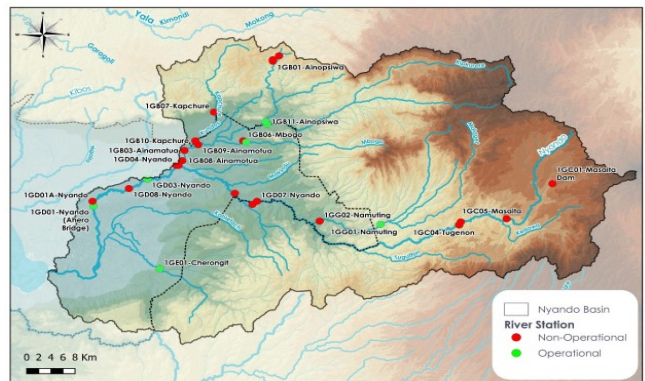 Yala
Kimondi
Mokong
Garagoli
Kibos
1GB01-Ainopsiwa
1GB07-Kapchure
1GB11-Ainopsiwa
1GB10-Kapchure
1GB06-Mbogo
1GB03-Ainamotua
1GB09-Ainamotua
Mbogo
1GD04-Nyando
1GB08-Ainamotua
Nyando
1GC01-Masaita
Dam
1GD01A-Nyando
1GD03-Nyando
1GD08-Nyando
1GD07-Nyando
1GD01-Nyando
(Ahero
Bridge)
1GG02-Namuting
1GC05-Masaita
1GG01-Namuting
1GC04-Tugenon
1GE01-Cherongit
Nyando Basin
River Station
Non-Operational
Operational
0 2 4 6 8 Km